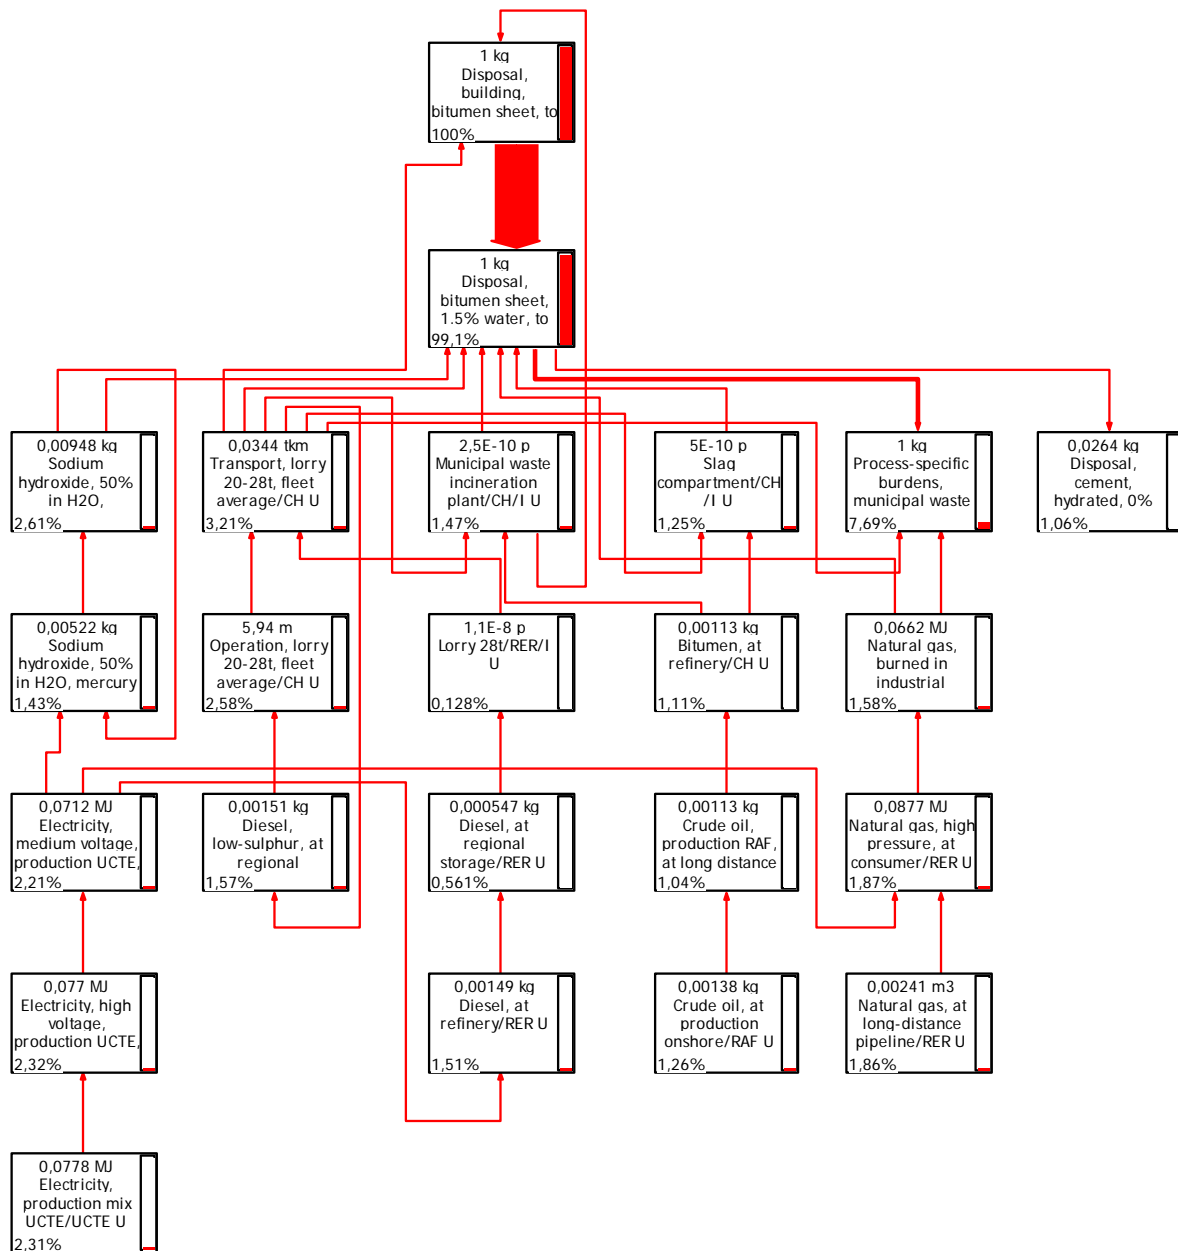 1 kg
Disposal,
building,
bitumen sheet, to
100%
1 kg
Disposal,
bitumen sheet,
1.5% water, to
99,1%
0,00948 kg
Sodium
hydroxide, 50%
in H2O,
2,61%
0,0344 tkm
Transport, lorry
20-28t, fleet
average/CH U
3,21%
2,5E-10 p
Municipal waste
incineration
plant/CH/I U
1,47%
5E-10 p
Slag
compartment/CH
/I U
1,25%
1 kg
Process-specific
burdens,
municipal waste
7,69%
0,0264 kg
Disposal,
cement,
hydrated, 0%
1,06%
0,00522 kg
Sodium
hydroxide, 50%
in H2O, mercury
1,43%
5,94 m
Operation, lorry
20-28t, fleet
average/CH U
2,58%
1,1E-8 p
Lorry 28t/RER/I
U
0,128%
0,00113 kg
Bitumen, at
refinery/CH U
1,11%
0,0662 MJ
Natural gas,
burned in
industrial
1,58%
0,0712 MJ
Electricity,
medium voltage,
production UCTE,
2,21%
0,00151 kg
Diesel,
low-sulphur, at
regional
1,57%
0,000547 kg
Diesel, at
regional
storage/RER U
0,561%
0,00113 kg
Crude oil,
production RAF,
at long distance
1,04%
0,0877 MJ
Natural gas, high
pressure, at
consumer/RER U
1,87%
0,077 MJ
Electricity, high
voltage,
production UCTE,
2,32%
0,00149 kg
Diesel, at
refinery/RER U
1,51%
0,00138 kg
Crude oil, at
production
onshore/RAF U
1,26%
0,00241 m3
Natural gas, at
long-distance
pipeline/RER U
1,86%
0,0778 MJ
Electricity,
production mix
UCTE/UCTE U
2,31%